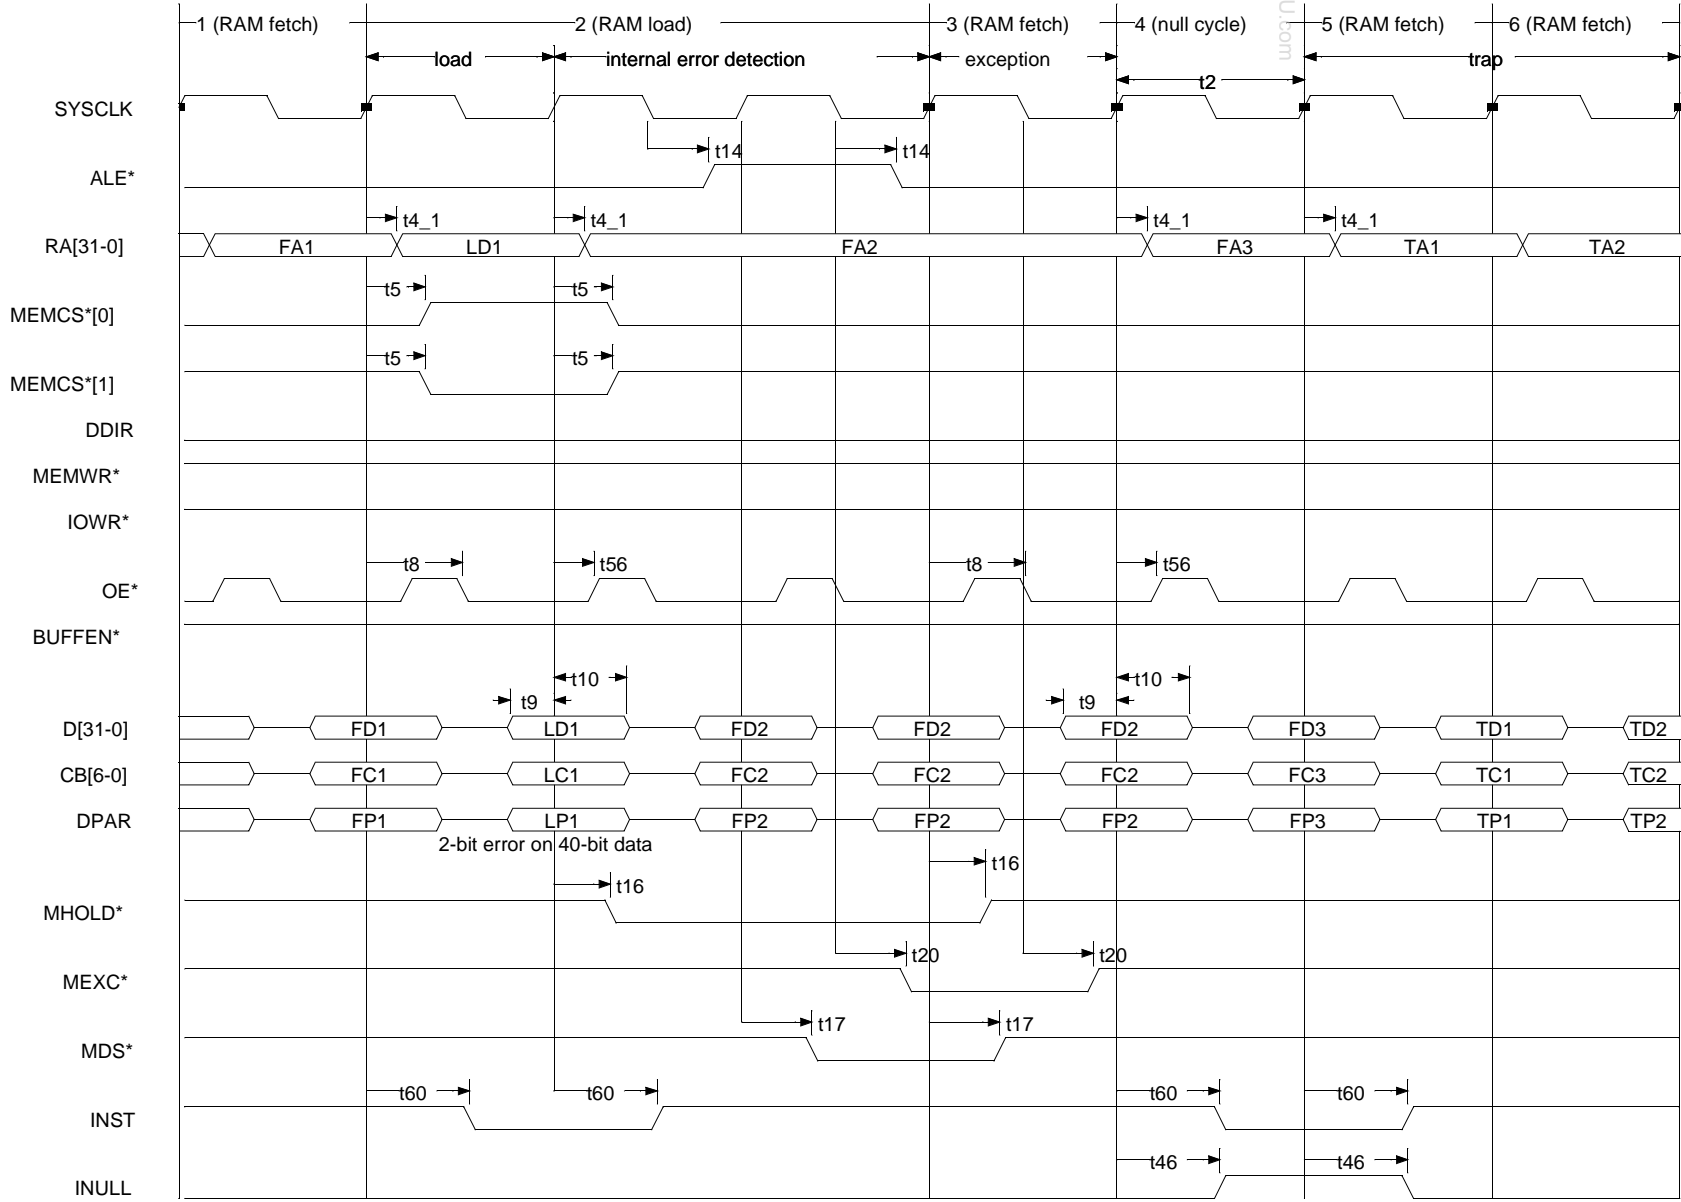 1 (RAM fetch) 2 (RAM load) 3 (RAM fetch) 4 (null cycle) 5 (RAM fetch) 6 (RAM fetch)
load internal error detection exception trap
t2
SYSCLK
t14 t14
ALE*
t4_1 t4_1 t4_1 t4_1
RA[31-0] FA1 LD1 FA2 FA3 TA1 TA2
t5 t5
MEMCS*[0]
t5 t5
MEMCS*[1]
DDIR
MEMWR*
IOWR*
t8 t56 t8 t56
OE*
BUFFEN*
t10 t10
t9 t9
D[31-0] FD1 LD1 FD2 FD2 FD2 FD3 TD1 TD2
CB[6-0] FC1 LC1 FC2 FC2 FC2 FC3 TC1 TC2
DPAR FP1 LP1 FP2 FP2 FP2 FP3 TP1 TP2
2-bit error on 40-bit data
t16
t16
MHOLD*
t20 t20
MEXC*
t17 t17
MDS*
t60 t60 t60 t60
INST
t46 t46
INULL
U.com